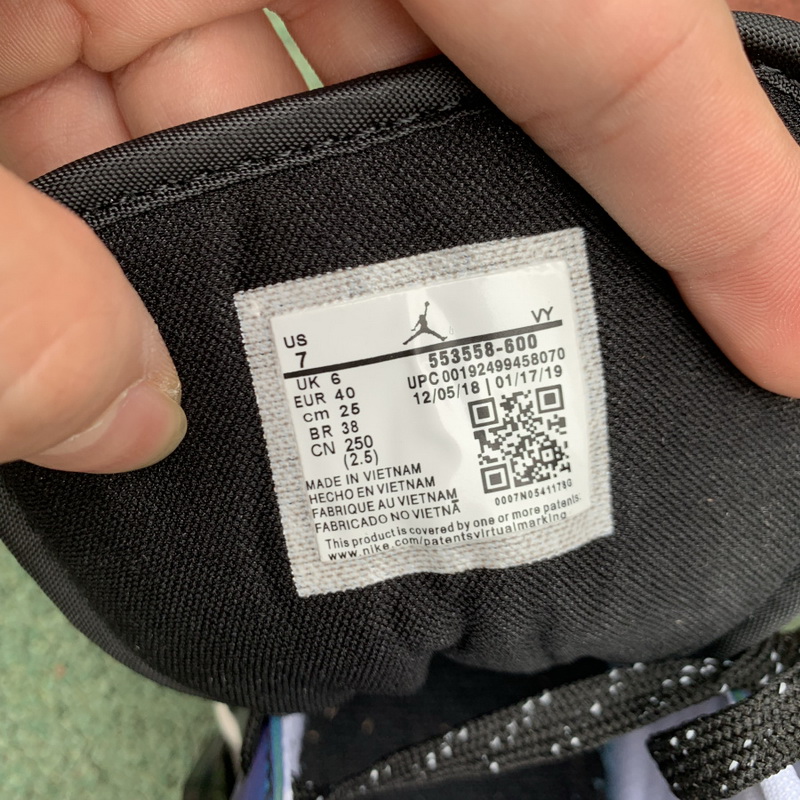 US
7
VY
553558-600
UPC 00192499458070
12/05/18 | 01/17/19
UK 6
EUR 40
cm 25
BR 38
CN 250
(2.5)
MADE IN VIETNAM
HECHO EN VIETNAM
FABRIQUE AU VIETNAM
FABRICADO NO VIETNÃ
0007N0541178G
This product is covered by one or more patents.
www.nike.com/patentsvirtualmarking